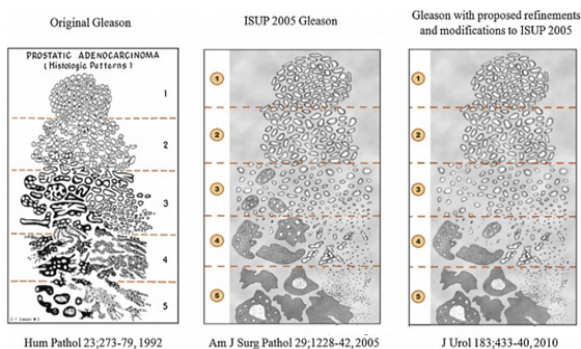 Original Gleason
ISUP 2005 Gleason
Gleason with proposed refinements
and modifications to ISUP 2005
PROSTATIC ADENOCARCINOMA
(Histologic Patterns)
1
2
3
4
5
1
2
3
4
5
1
2
3
4
5
Hum Pathol 23;273-79, 1992
Am J Surg Pathol 29;1228-42, 2005
J Urol 183;433-40, 2010